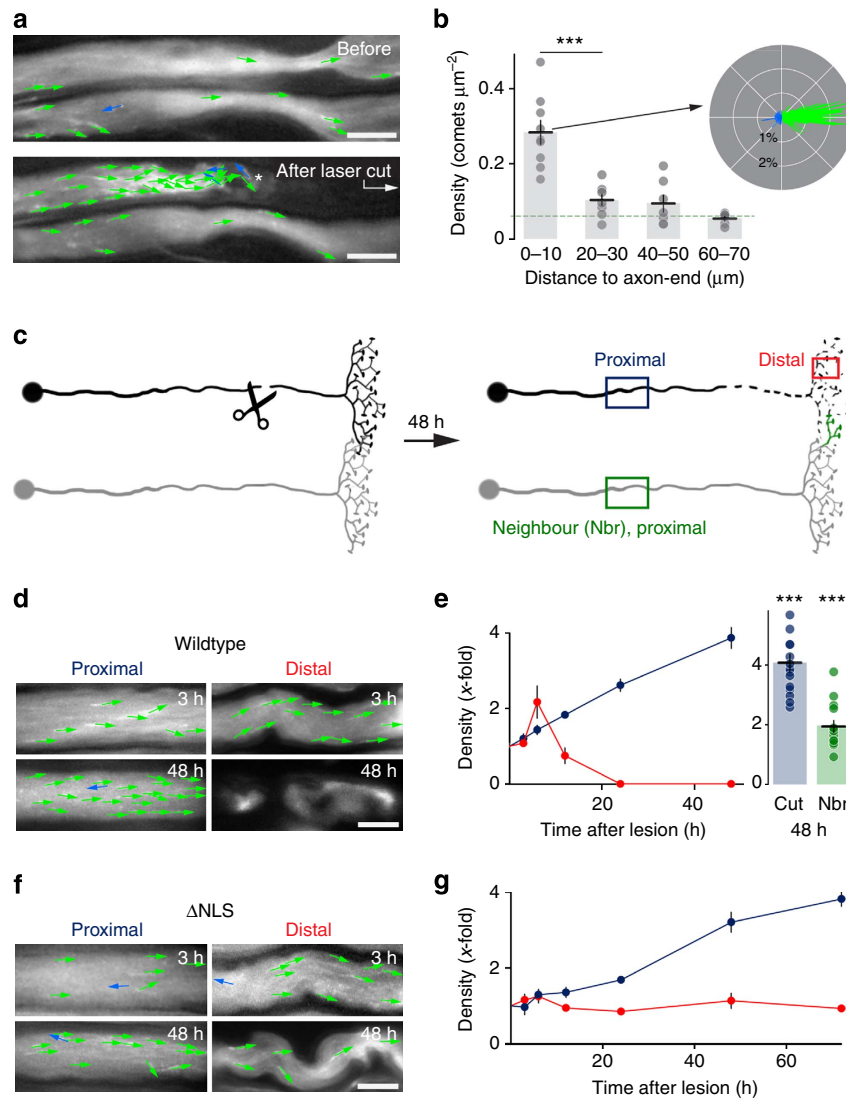 a
Before
After laser cut
*
b
***
Density (comets μm−2)
0.4
0.2
0
0–10 20–30 40–50 60–70
Distance to axon-end (μm)
1%
2%
c
48 h
Proximal
Distal
Neighbour (Nbr), proximal
d
Wildtype
Proximal Distal
3 h 3 h
48 h 48 h
e
Density (x-fold)
4
2
0
20 40
Time after lesion (h)
*** ***
4
2
0
Cut Nbr
48 h
f
ΔNLS
Proximal Distal
3 h 3 h
48 h 48 h
g
Density (x-fold)
4
2
0
20 40 60
Time after lesion (h)